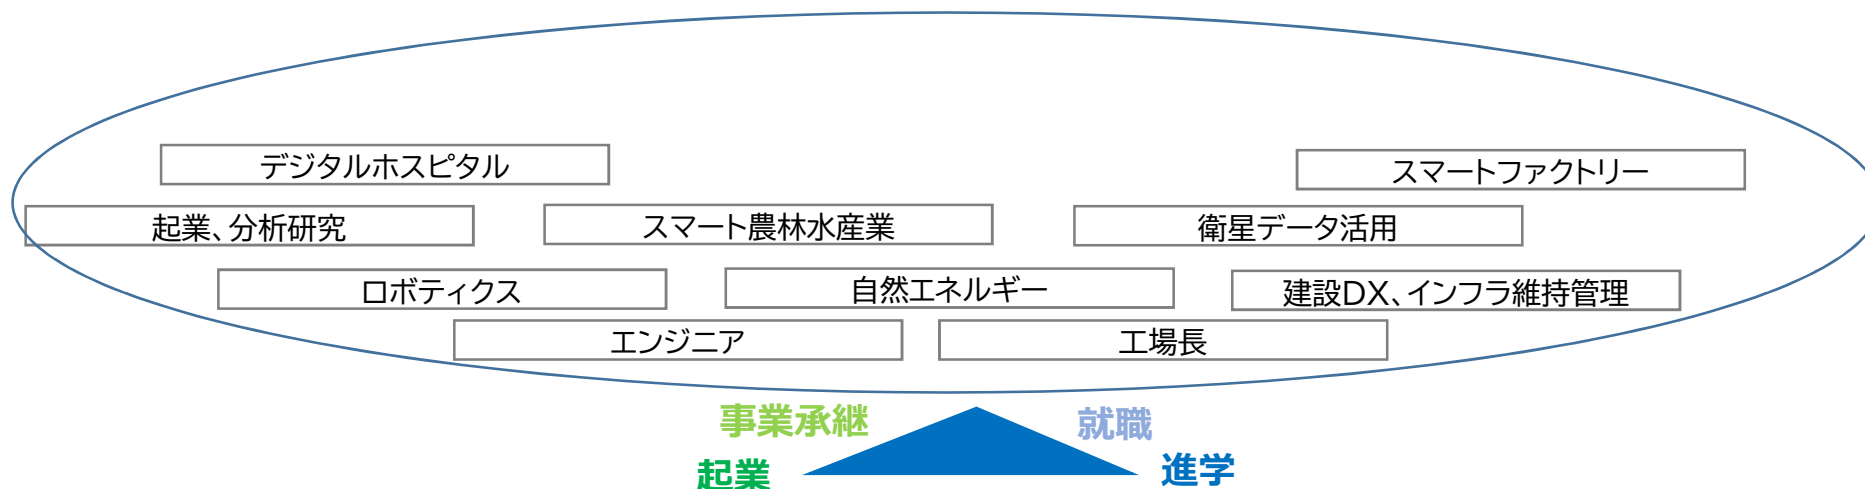 デジタルホスピタル
スマートファクトリー
起業、分析研究
スマート農林水産業
衛星データ活用
ロボティクス
自然エネルギー
建設DX、インフラ維持管理
エンジニア
工場長
事業承継
就職
起業
進学